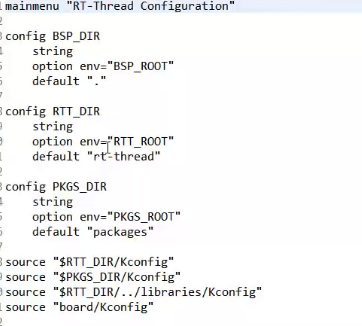 mainmenu "RT-Thread Configuration"
config BSP_DIR
string
option env="BSP_ROOT"
default "."
config RTT_DIR
string
option env="RTT_ROOT"
default "rt-thread"
config PKGS_DIR
string
option env="PKGS_ROOT"
default "packages"
source "$RTT_DIR/Kconfig"
source "$PKGS_DIR/Kconfig"
source "$RTT_DIR/../libraries/Kconfig"
source "board/Kconfig"